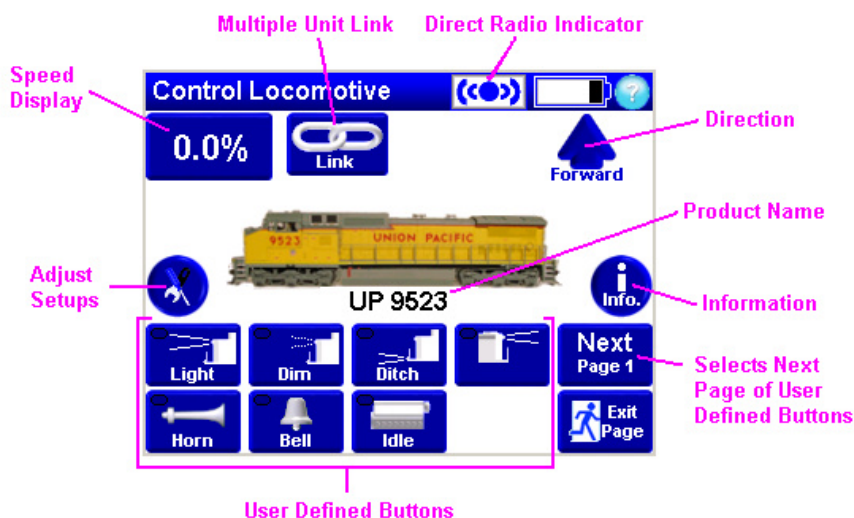 Multiple Unit Link
Direct Radio Indicator
Speed
Display
Control Locomotive
?
0.0%
Link
Forward
Direction
Product Name
9523
UNION PACIFIC
Adjust
Setups
UP 9523
i
Info.
Information
Light
Dim
Ditch
Next
Page 1
Selects Next
Page of User
Defined Buttons
Horn
Bell
Idle
Exit
Page
User Defined Buttons